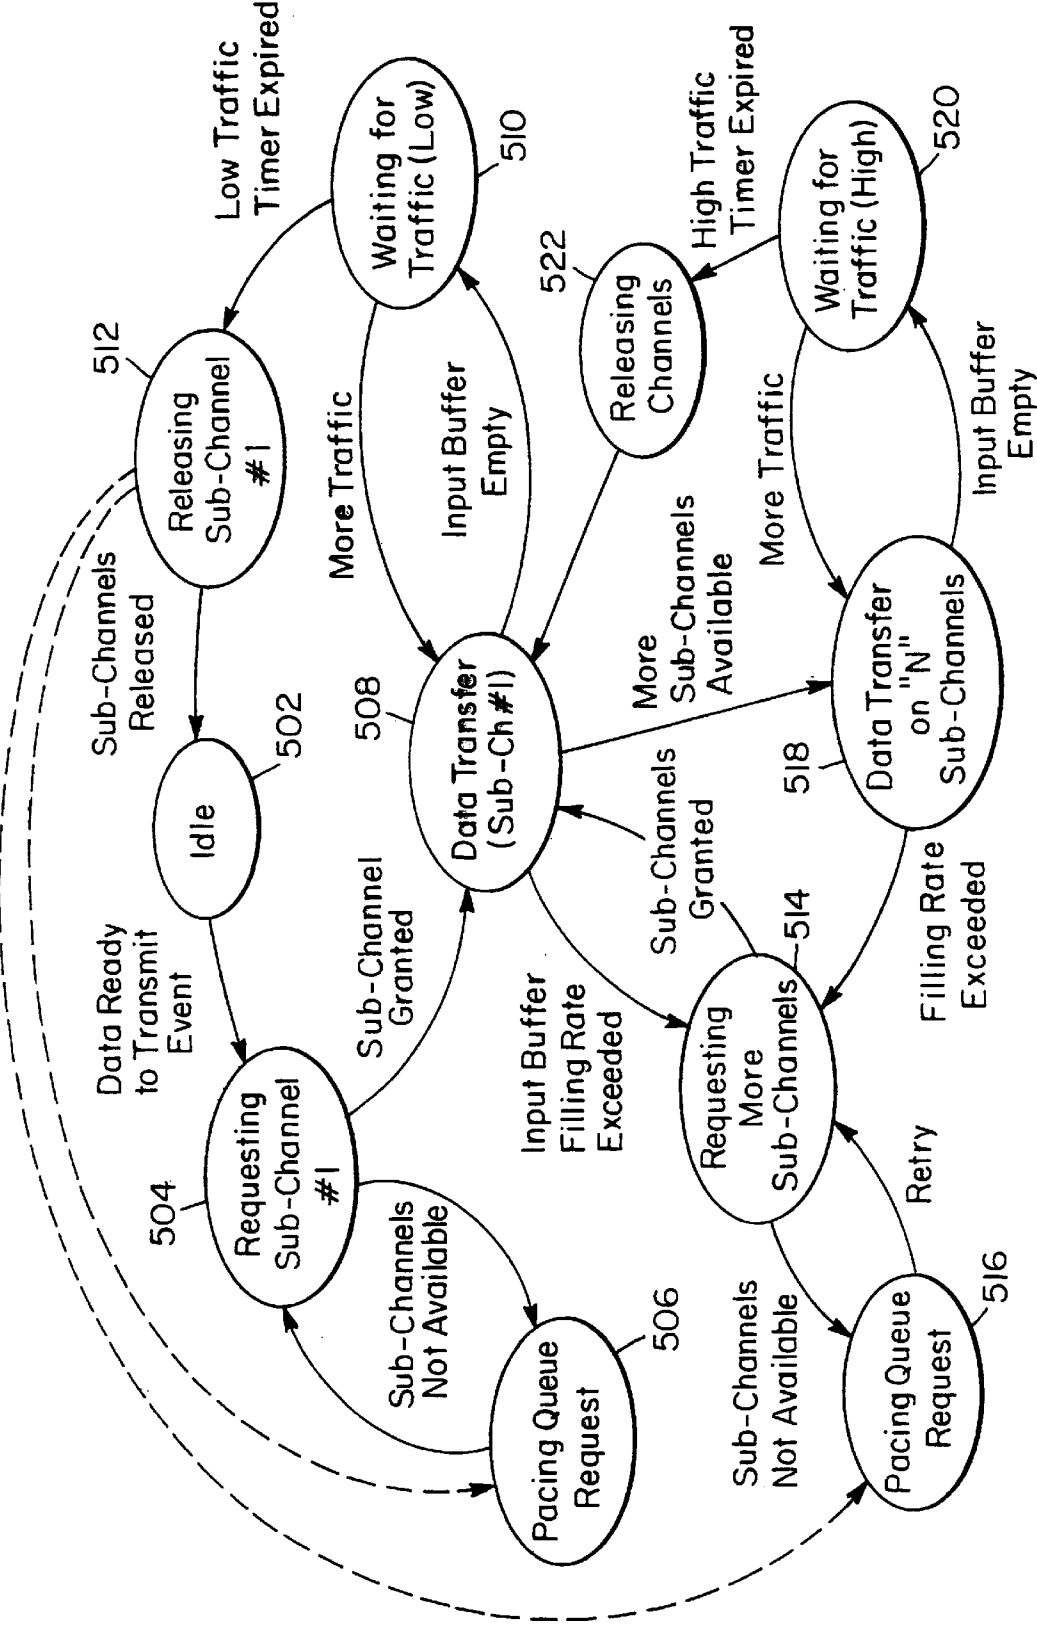 Low Traffic
Timer Expired
512
Releasing
Sub-Channel
#1
Sub-Channels
Released
Idle
502
Data Ready
to Transmit
Event
504
Requesting
Sub-Channel
#1
Sub-Channel
Granted
Sub-Channels
Not Available
Pacing Queue
Request
506
508
Data Transfer
(Sub-Ch#1)
More Traffic
Input Buffer
Empty
Waiting for
Traffic (Low)
510
High Traffic
Timer Expired
522
Releasing
Channels
More
Sub-Channels
Available
Sub-Channels
Granted
Input Buffer
Filling Rate
Exceeded
514
Requesting
More
Sub-Channels
Sub-Channels
Not Available
Pacing Queue
Request
516
Retry
Filling Rate
Exceeded
518
Data Transfer
on "N"
Sub-Channels
More Traffic
Input Buffer
Empty
Waiting for
Traffic (High)
520